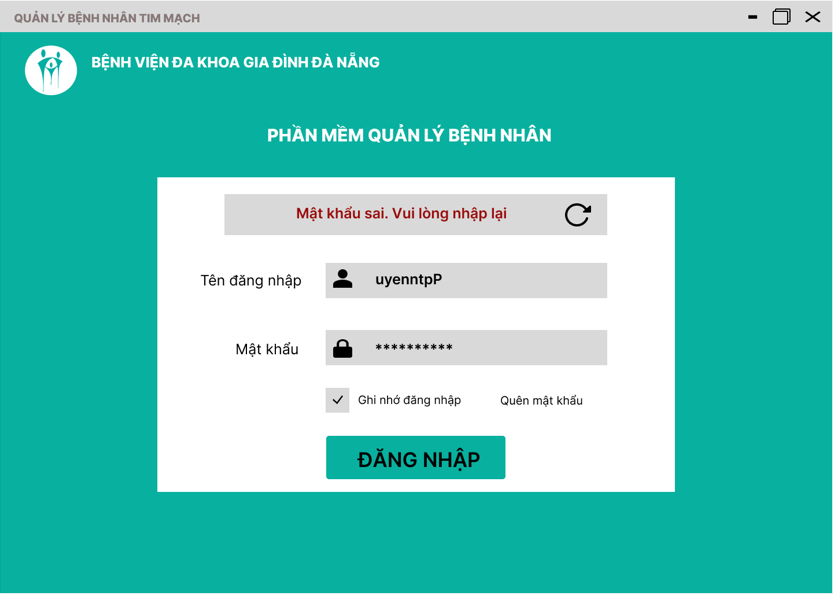 QUẢN LÝ BỆNH NHÂN TIM MẠCH
BỆNH VIỆN ĐA KHOA GIA ĐÌNH ĐÀ NẴNG
PHẦN MỀM QUẢN LÝ BỆNH NHÂN
Mật khẩu sai. Vui lòng nhập lại
Tên đăng nhập uyenntpP
Mật khẩu **********
Ghi nhớ đăng nhập Quên mật khẩu
ĐĂNG NHẬP